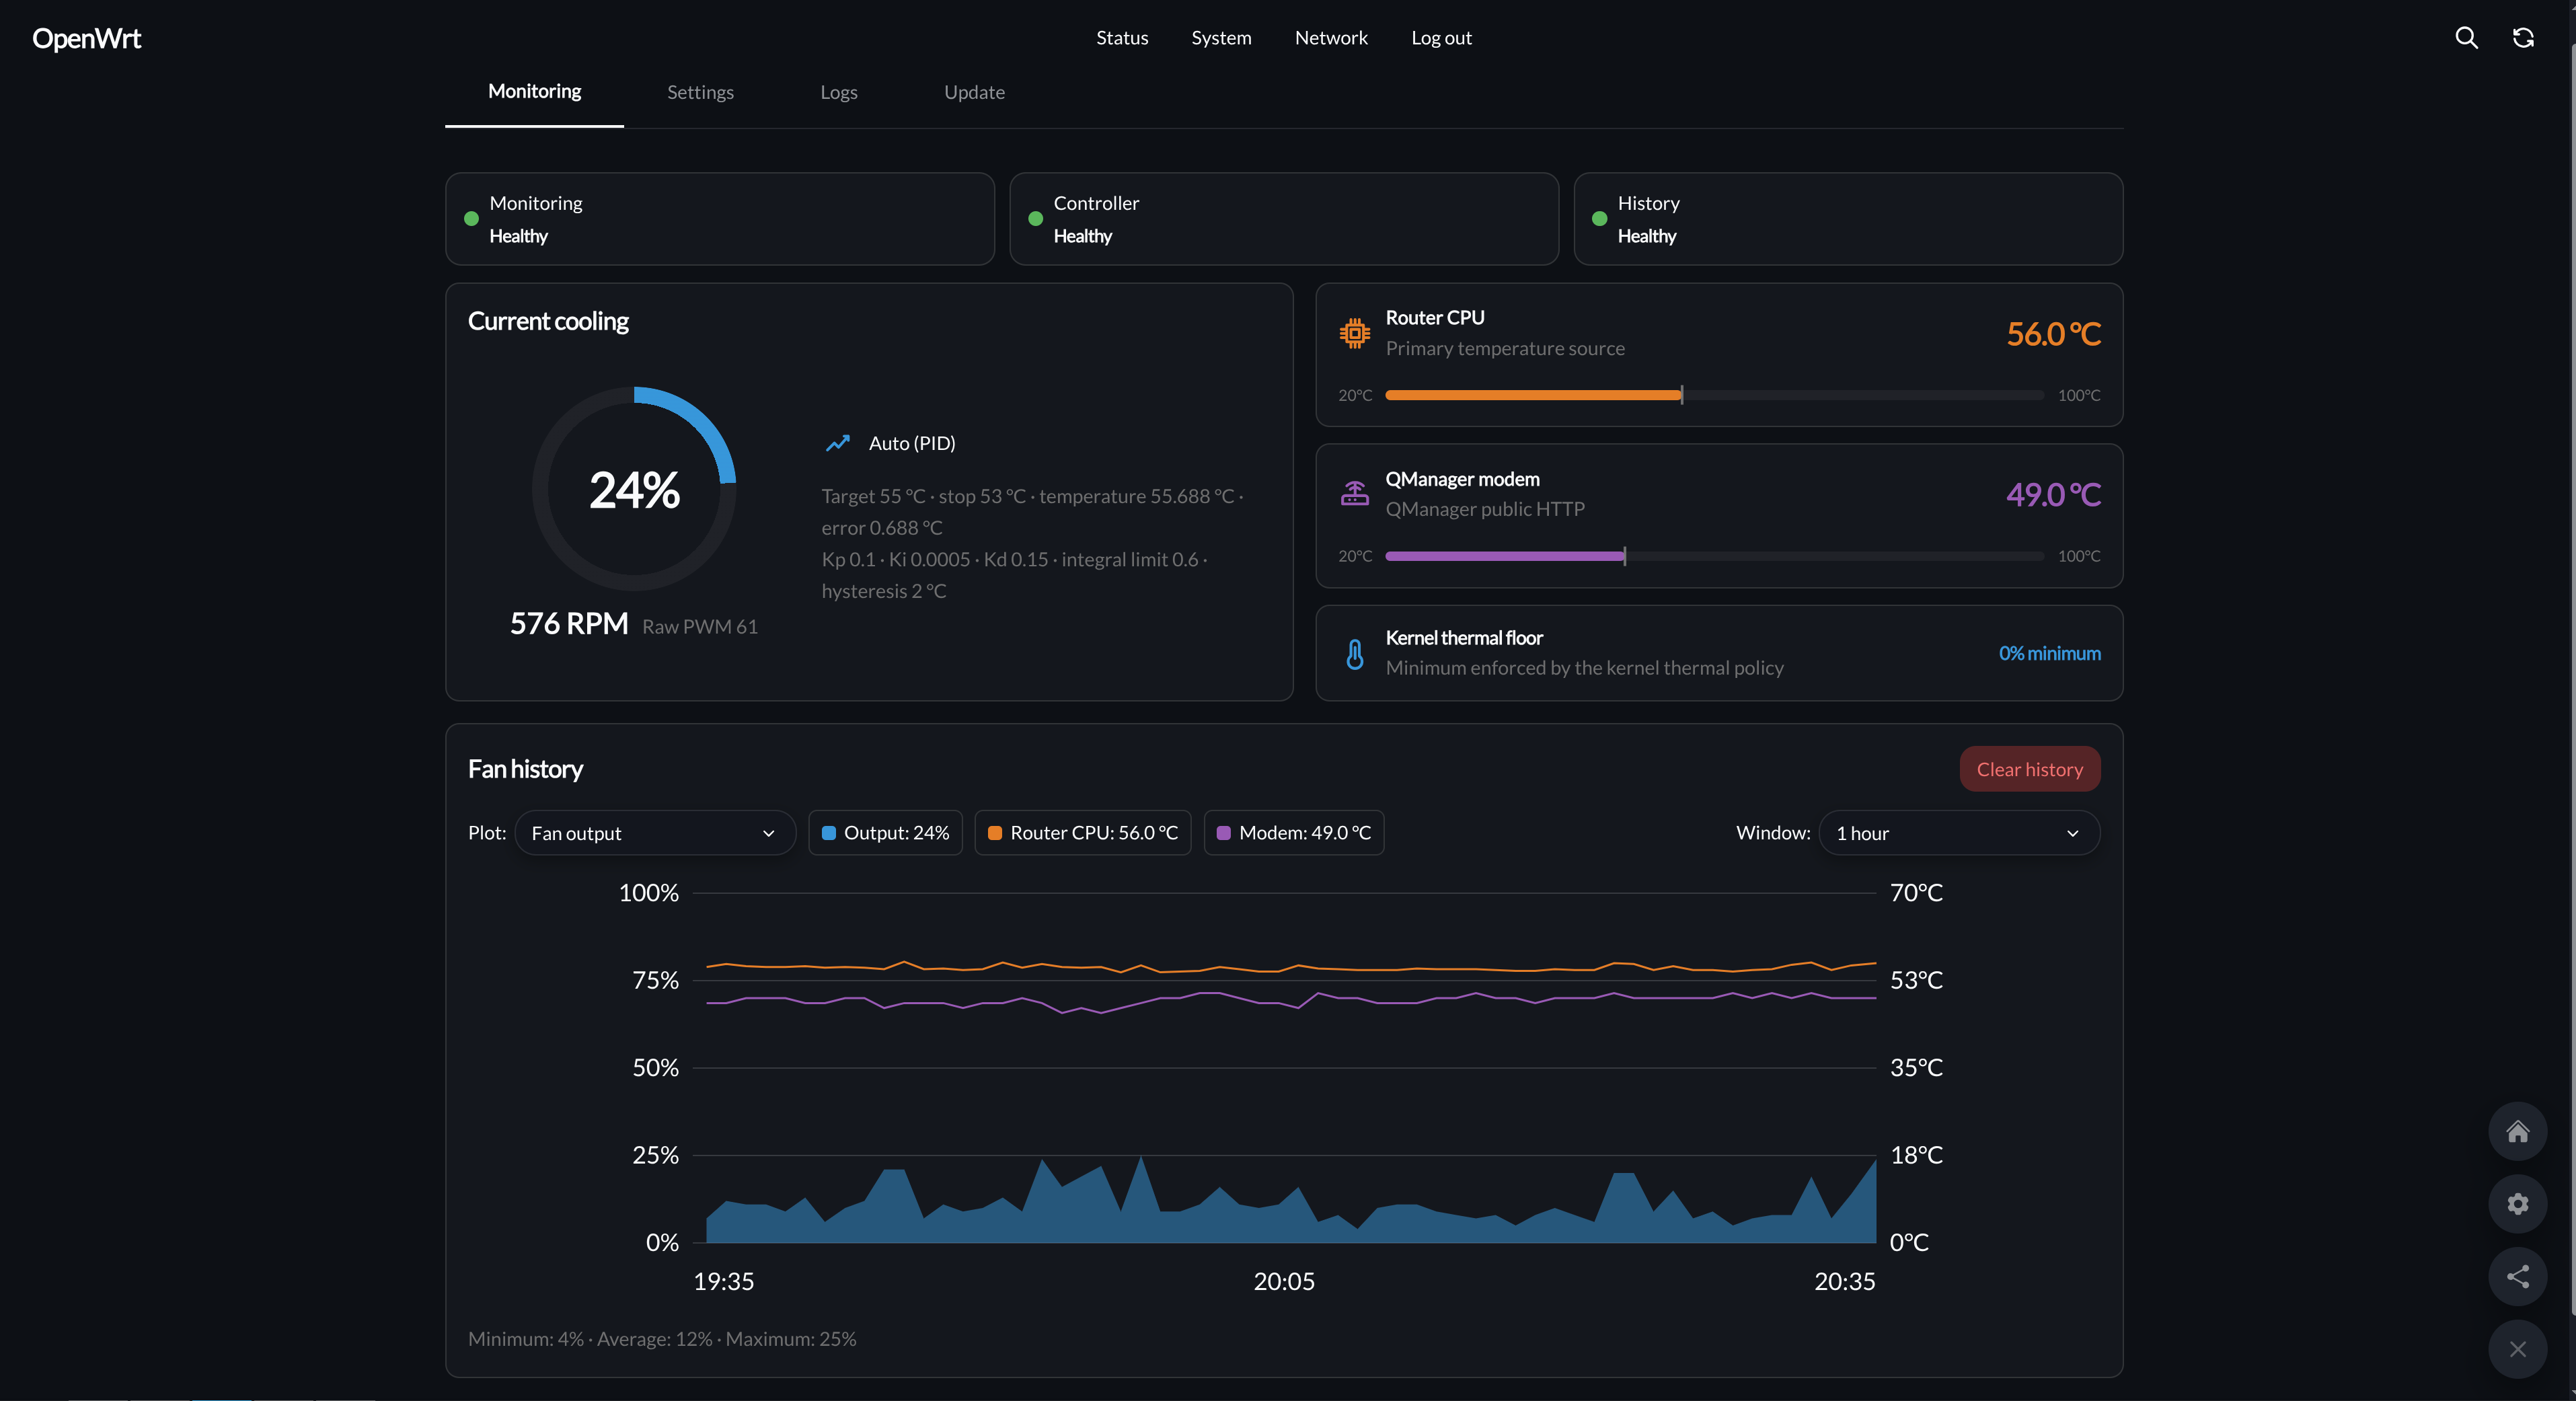 OpenWrt
Status System Network Log out
Monitoring Settings Logs Update
Monitoring
Healthy
Controller
Healthy
History
Healthy
Current cooling
24%
576 RPM Raw PWM 61
Auto (PID)
Target 55 °C · stop 53 °C · temperature 55.688 °C ·
error 0.688 °C
Kp 0.1 · Ki 0.0005 · Kd 0.15 · integral limit 0.6 ·
hysteresis 2 °C
Router CPU
Primary temperature source
56.0 °C
20°C 100°C
QManager modem
QManager public HTTP
49.0 °C
20°C 100°C
Kernel thermal floor
Minimum enforced by the kernel thermal policy
0% minimum
Fan history
Clear history
Plot: Fan output Output: 24% Router CPU: 56.0 °C Modem: 49.0 °C Window: 1 hour
100% 70°C
75% 53°C
50% 35°C
25% 18°C
0% 0°C
19:35 20:05 20:35
Minimum: 4% · Average: 12% · Maximum: 25%